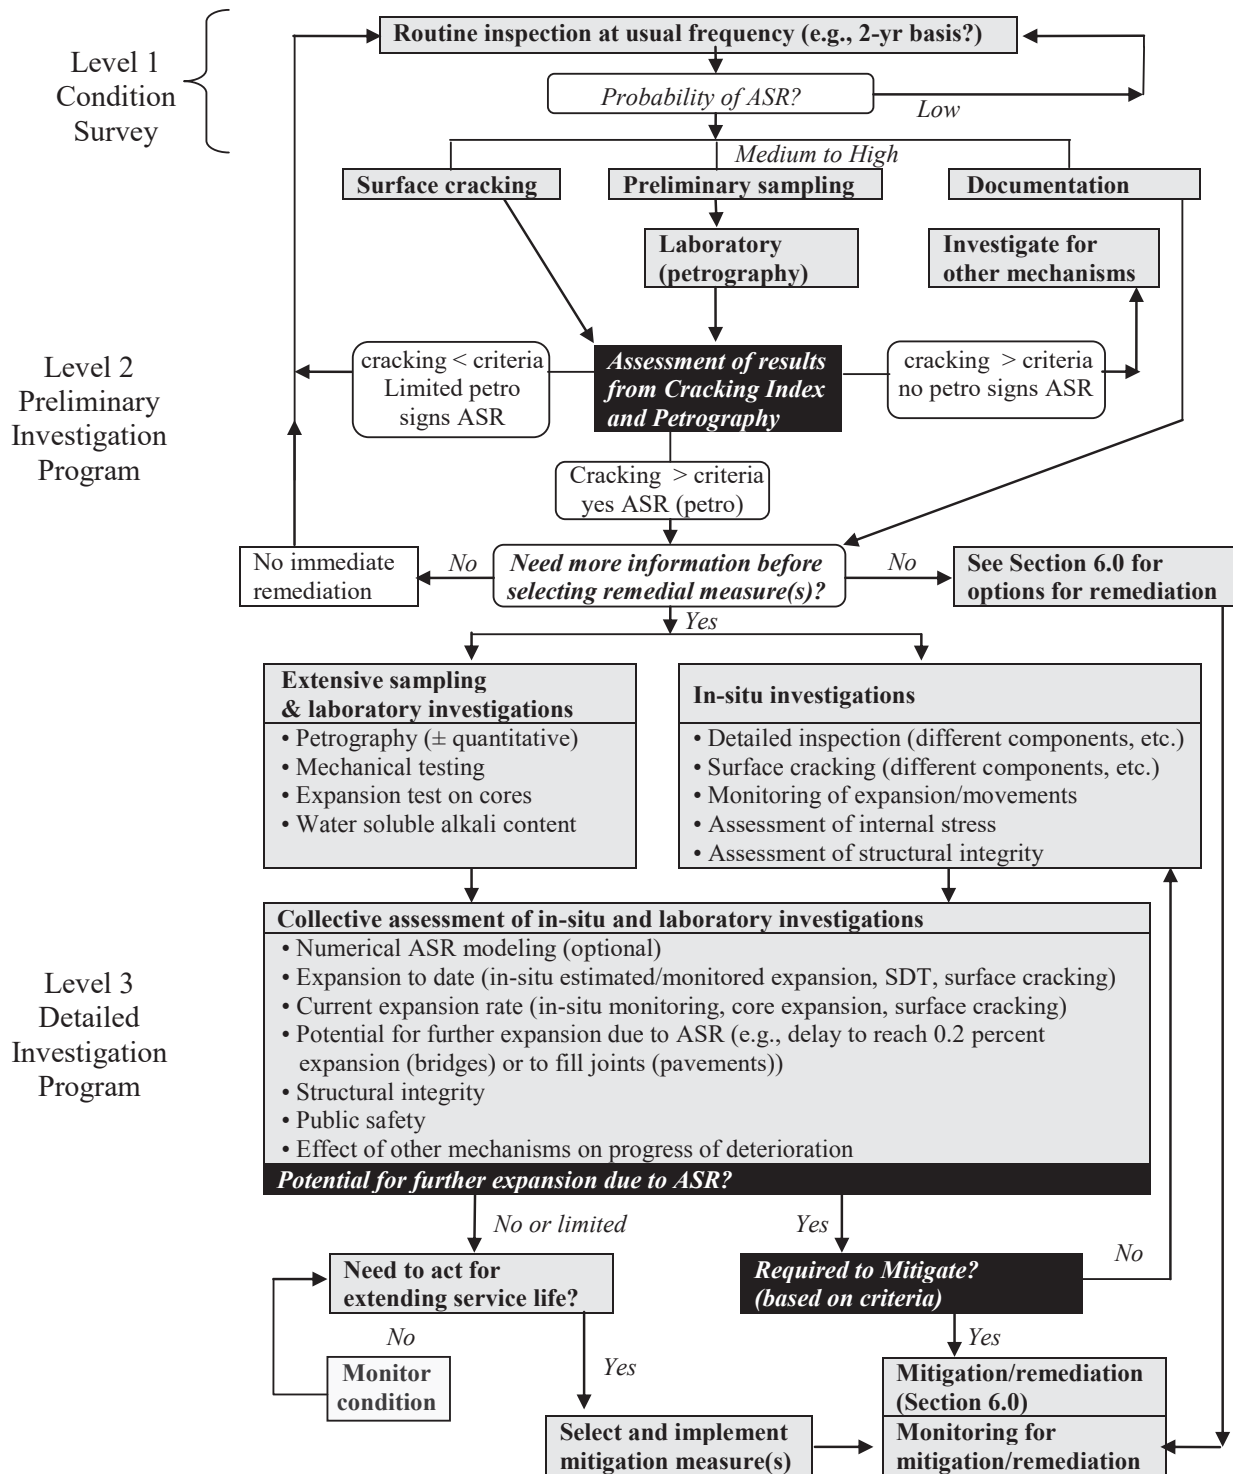 Level 1
Condition
Survey
Routine inspection at usual frequency (e.g., 2-yr basis?)
Probability of ASR?
Low
Medium to High
Surface cracking
Preliminary sampling
Documentation
Laboratory
(petrography)
Investigate for
other mechanisms
Level 2
Preliminary
Investigation
Program
cracking < criteria
Limited petro
signs ASR
Assessment of results
from Cracking Index
and Petrography
cracking > criteria
no petro signs ASR
Cracking > criteria
yes ASR (petro)
No immediate
remediation
No
Need more information before
selecting remedial measure(s)?
No
See Section 6.0 for
options for remediation
Yes
Extensive sampling
& laboratory investigations
• Petrography (± quantitative)
• Mechanical testing
• Expansion test on cores
• Water soluble alkali content
In-situ investigations
• Detailed inspection (different components, etc.)
• Surface cracking (different components, etc.)
• Monitoring of expansion/movements
• Assessment of internal stress
• Assessment of structural integrity
Level 3
Detailed
Investigation
Program
Collective assessment of in-situ and laboratory investigations
• Numerical ASR modeling (optional)
• Expansion to date (in-situ estimated/monitored expansion, SDT, surface cracking)
• Current expansion rate (in-situ monitoring, core expansion, surface cracking)
• Potential for further expansion due to ASR (e.g., delay to reach 0.2 percent
expansion (bridges) or to fill joints (pavements))
• Structural integrity
• Public safety
• Effect of other mechanisms on progress of deterioration
Potential for further expansion due to ASR?
No or limited
Yes
Need to act for
extending service life?
Required to Mitigate?
(based on criteria)
No
No
Monitor
condition
Yes
Yes
Mitigation/remediation
(Section 6.0)
Select and implement
mitigation measure(s)
Monitoring for
mitigation/remediation